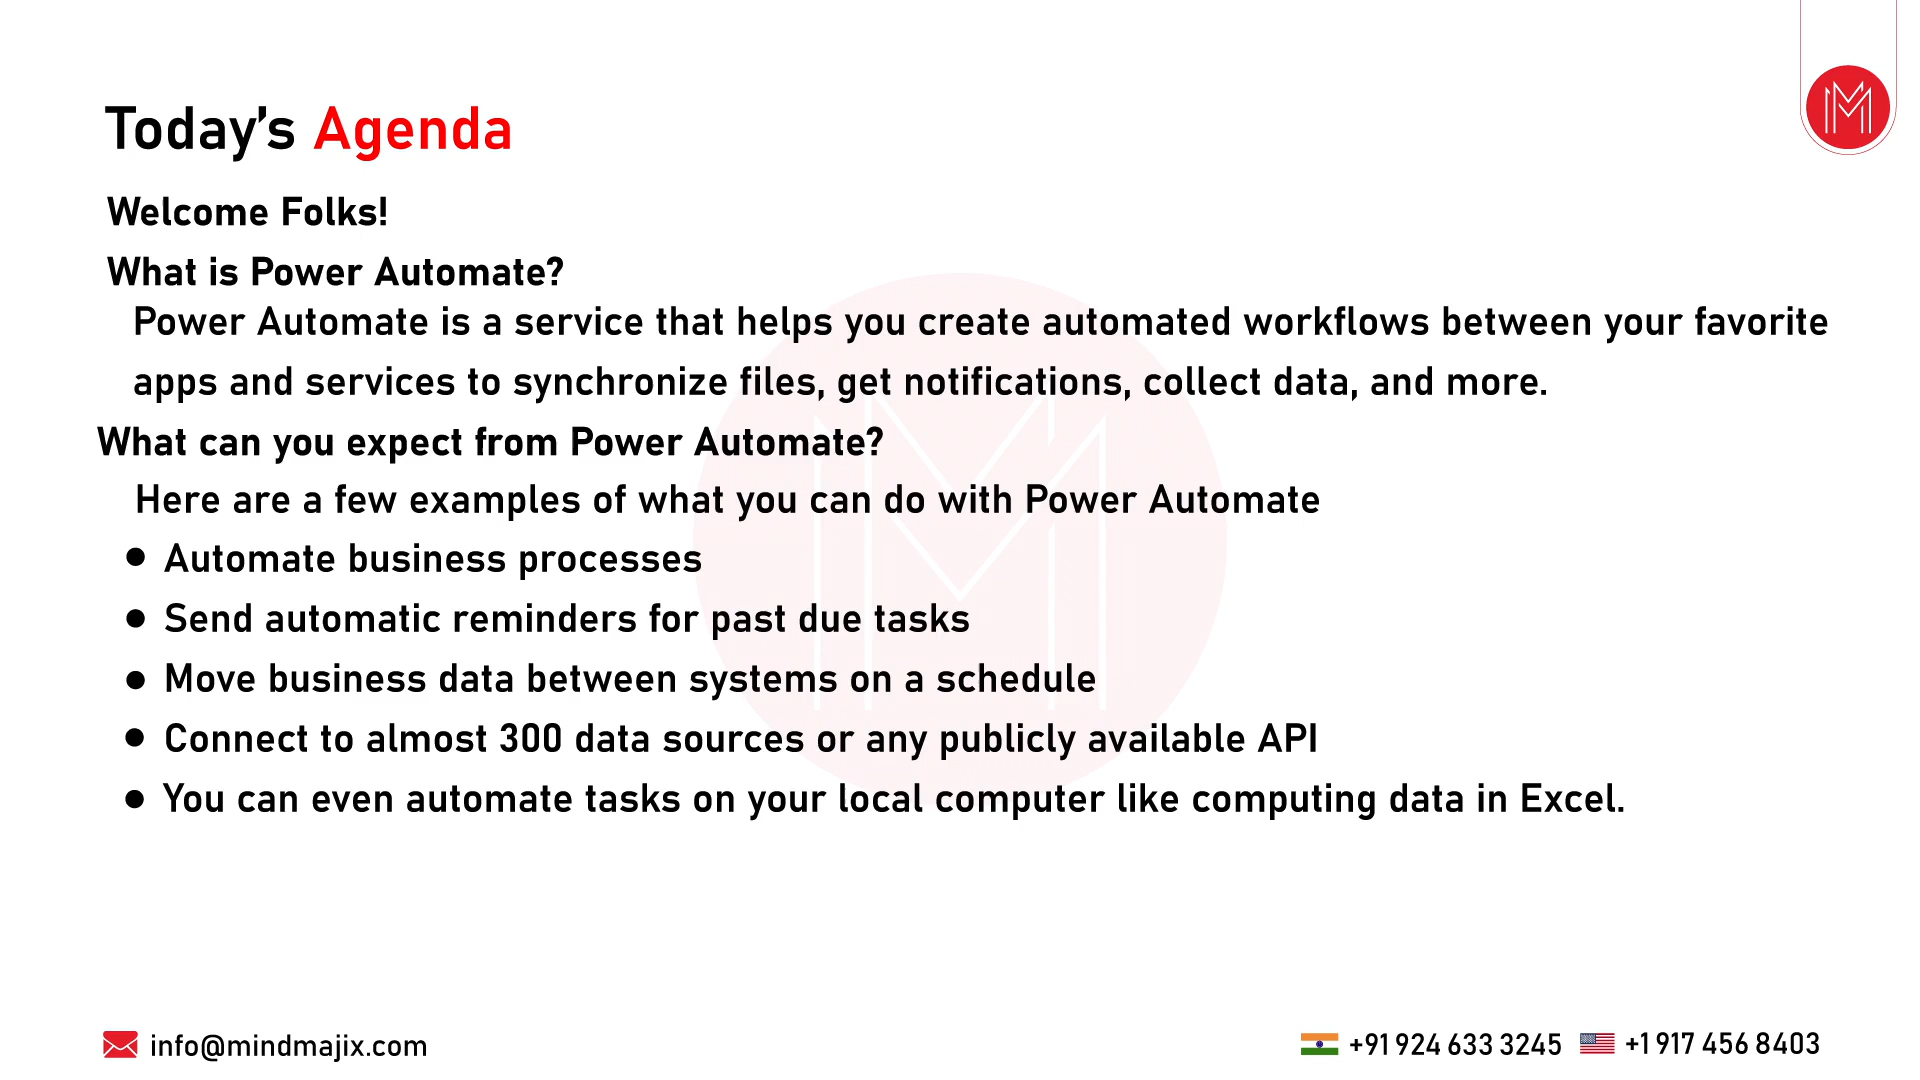 Today's Agenda
Welcome Folks!
What is Power Automate?
Power Automate is a service that helps you create automated workflows between your favorite
apps and services to synchronize files, get notifications, collect data, and more.
What can you expect from Power Automate?
Here are a few examples of what you can do with Power Automate
● Automate business processes
● Send automatic reminders for past due tasks
● Move business data between systems on a schedule
● Connect to almost 300 data sources or any publicly available API
● You can even automate tasks on your local computer like computing data in Excel.
info@mindmajix.com
+91 924 633 3245
+1 917 456 8403